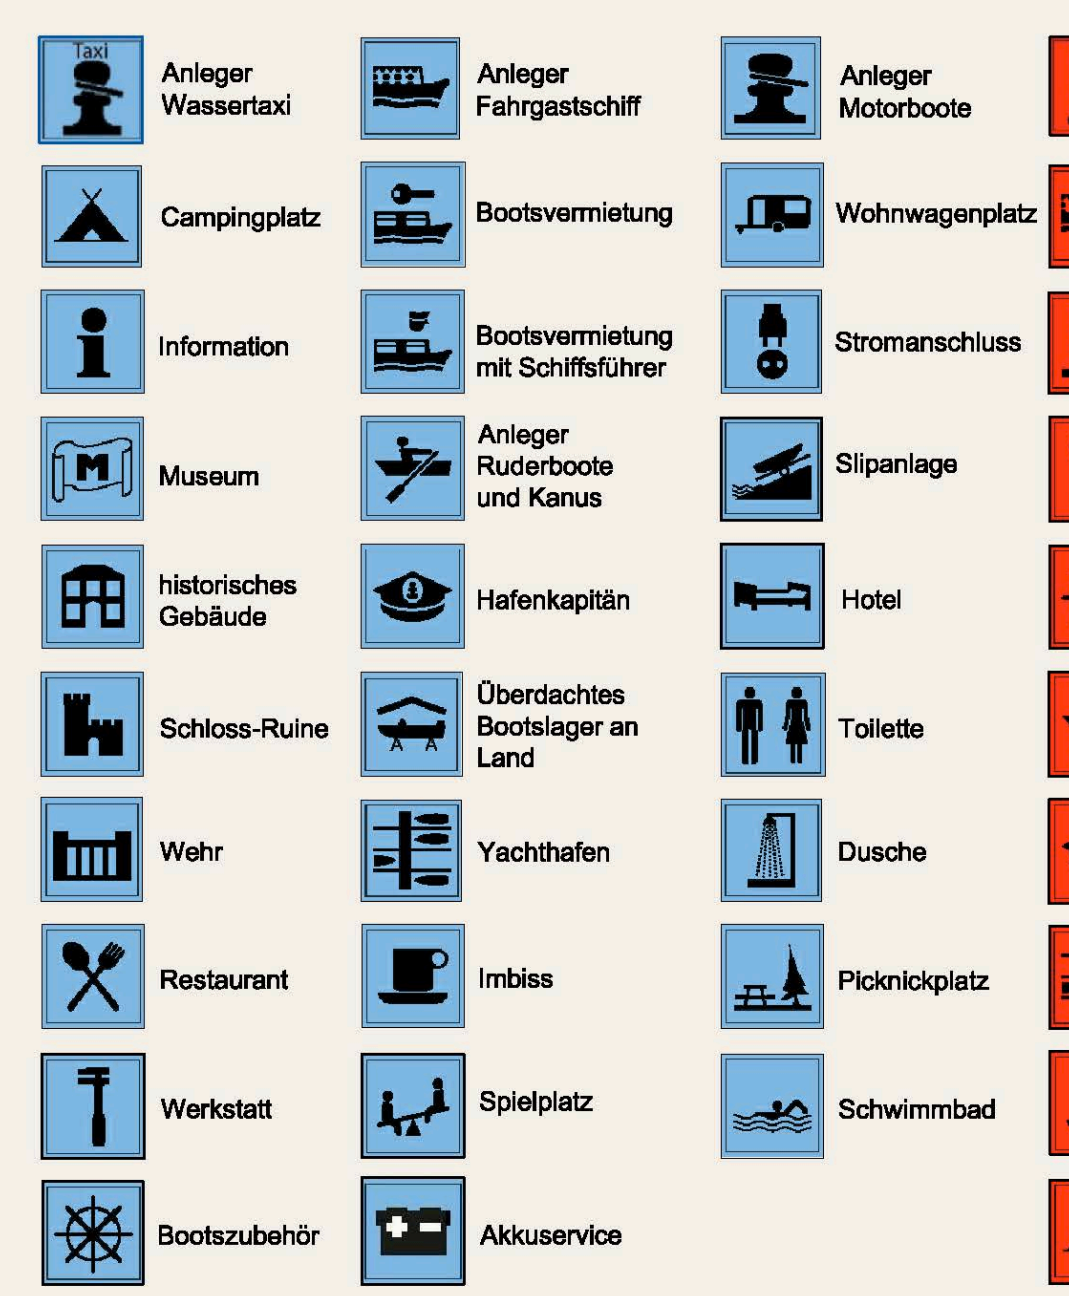 Taxi
Anleger
Wassertaxi
Anleger
Fahrgastschiff
Anleger
Motorboote
Campingplatz
Bootsvermietung
Wohnwagenplatz
Information
Bootsvermietung
mit Schiffsführer
Stromanschluss
M
Museum
Anleger
Ruderboote
und Kanus
Slipanlage
historisches
Gebäude
Hafenkapitän
Hotel
Schloss-Ruine
Überdachtes
Bootslager an
Land
Toilette
Wehr
Yachthafen
Dusche
Restaurant
Imbiss
Picknickplatz
Werkstatt
Spielplatz
Schwimmbad
Bootszubehör
Akkuservice